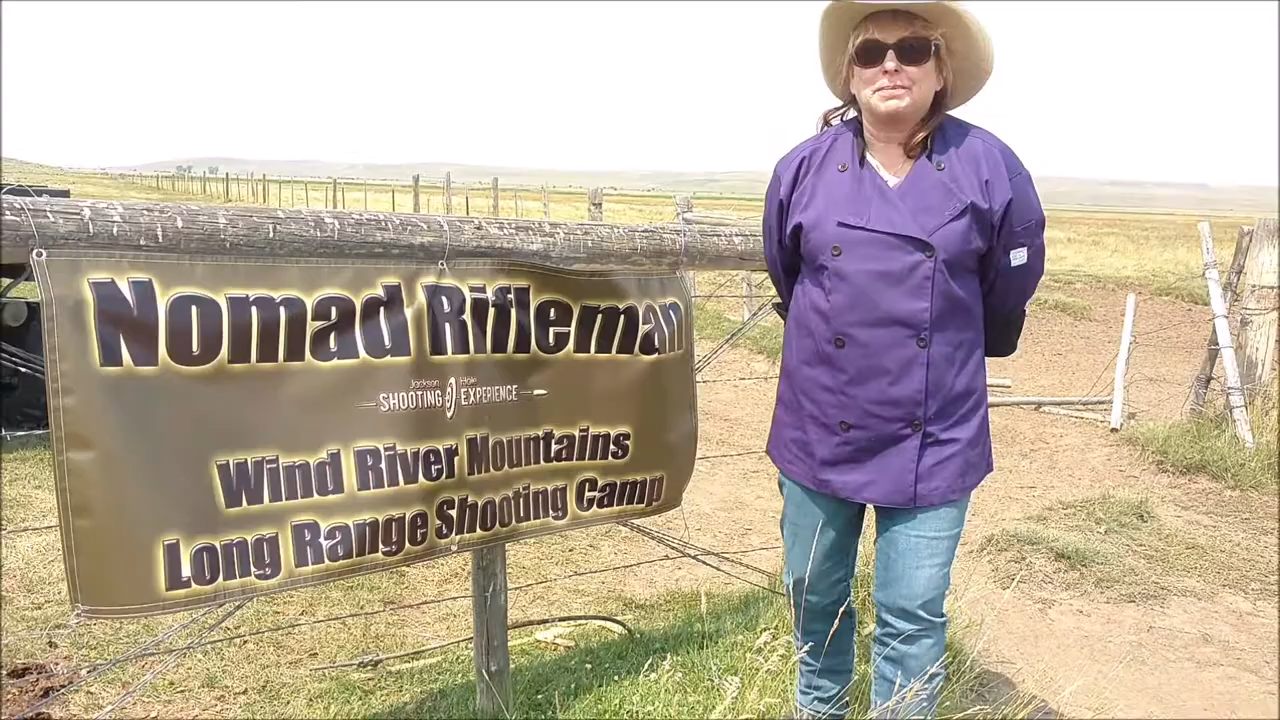 Nomad Rifleman
Jackson Hole
SHOOTING EXPERIENCE
Wind River Mountains
Long Range Shooting Camp